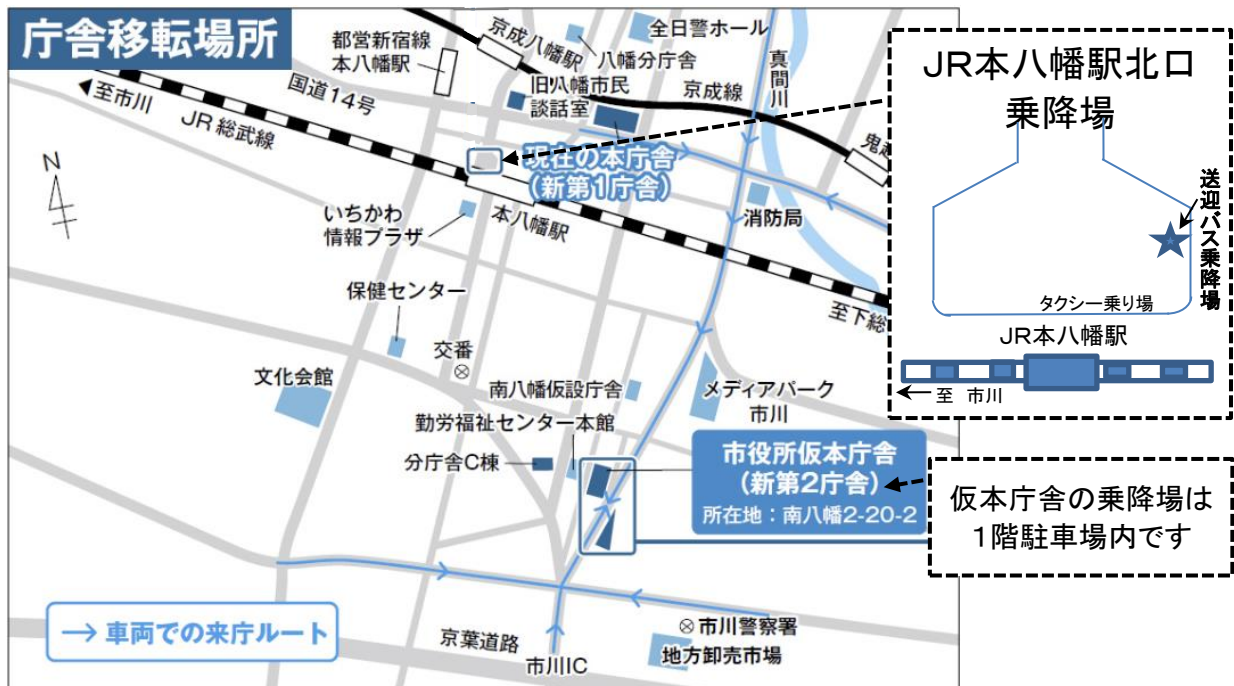 庁舎移転場所
都営新宿線
本八幡駅
京成八幡駅
全日警ホール
八幡分庁舎
真間川
旧八幡市民
談話室
京成線
国道14号
至市川
JR総武線
現在の本庁舎
(新第1庁舎)
鬼越
N
本八幡駅
消防局
いちかわ
情報プラザ
至下総
保健センター
交番
文化会館
南八幡仮設庁舎
メディアパーク
市川
勤労福祉センター本館
分庁舎C棟
市役所仮本庁舎
(新第2庁舎)
所在地:南八幡2-20-2
→車両での来庁ルート
京葉道路
市川IC
市川警察署
地方卸売市場
JR本八幡駅北口
乗降場
送迎バス乗降場
タクシー乗り場
JR本八幡駅
至 市川
仮本庁舎の乗降場は
1階駐車場内です